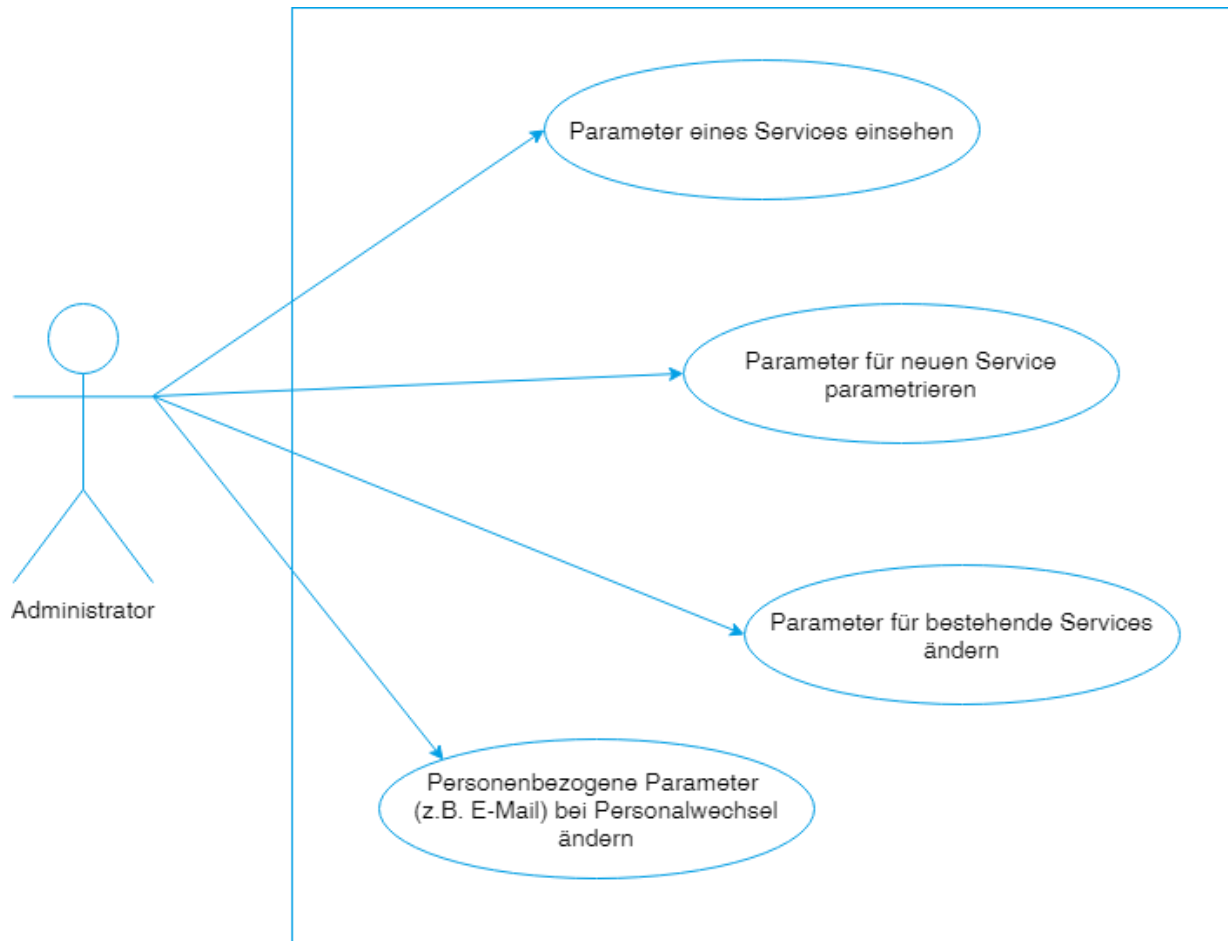 Parameter eines Services einsehen
Parameter für neuen Service
parametrieren
Administrator
Parameter für bestehende Services
ändern
Personenbezogene Parameter
(z.B. E-Mail) bei Personalwechsel
ändern